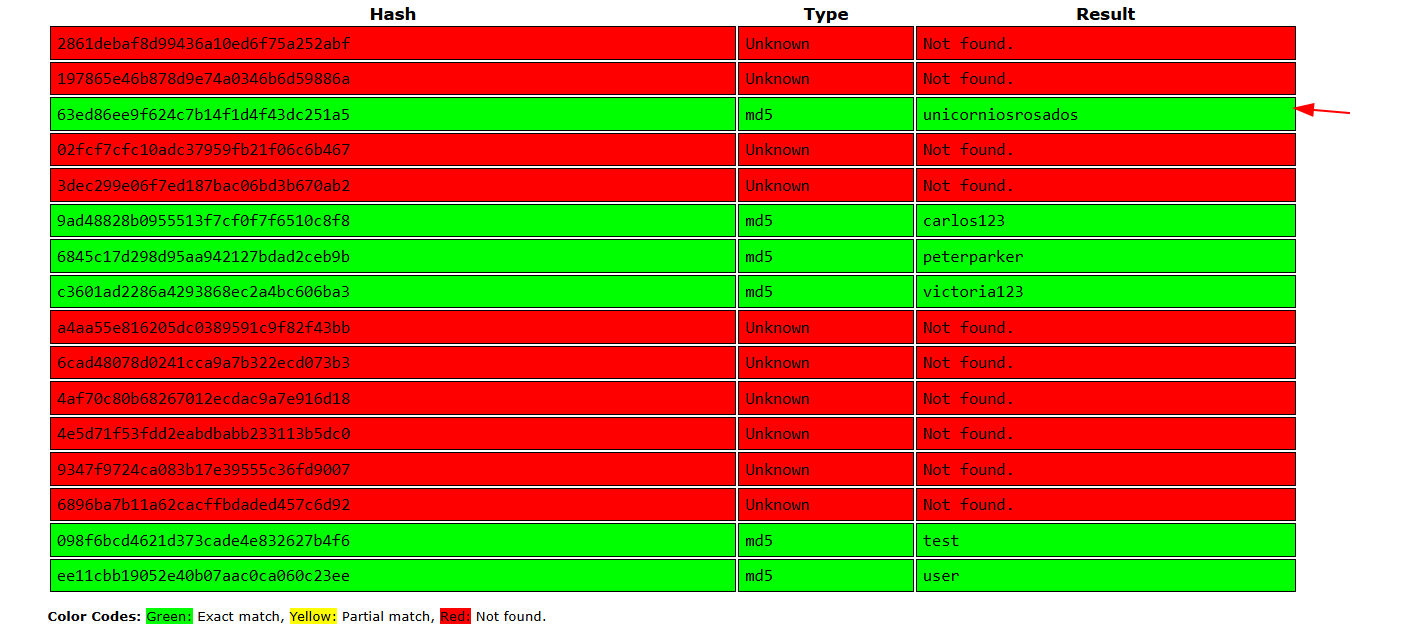 Hash Type Result
2861debaf8d99436a10ed6f75a252abf Unknown Not found.
197865e46b878d9e74a0346b6d59886a Unknown Not found.
63ed86ee9f624c7b14f1d4f43dc251a5 md5 unicorniosrosados
02fcf7cfc10adc37959fb21f06c6b467 Unknown Not found.
3dec299e06f7ed187bac06bd3b670ab2 Unknown Not found.
9ad48828b0955513f7cf0f7f6510c8f8 md5 carlos123
6845c17d298d95aa942127bdad2ceb9b md5 peterparker
c3601ad2286a4293868ec2a4bc606ba3 md5 victoria123
a4aa55e816205dc0389591c9f82f43bb Unknown Not found.
6cad48078d0241cca9a7b322ecd073b3 Unknown Not found.
4af70c80b68267012ecdac9a7e916d18 Unknown Not found.
4e5d71f53fdd2eabdbabb233113b5dc0 Unknown Not found.
9347f9724ca083b17e39555c36fd9007 Unknown Not found.
6896ba7b11a62cacffbdaded457c6d92 Unknown Not found.
098f6bcd4621d373cade4e832627b4f6 md5 test
ee11cbb19052e40b07aac0ca060c23ee md5 user
Color Codes: Green: Exact match, Yellow: Partial match, Red: Not found.